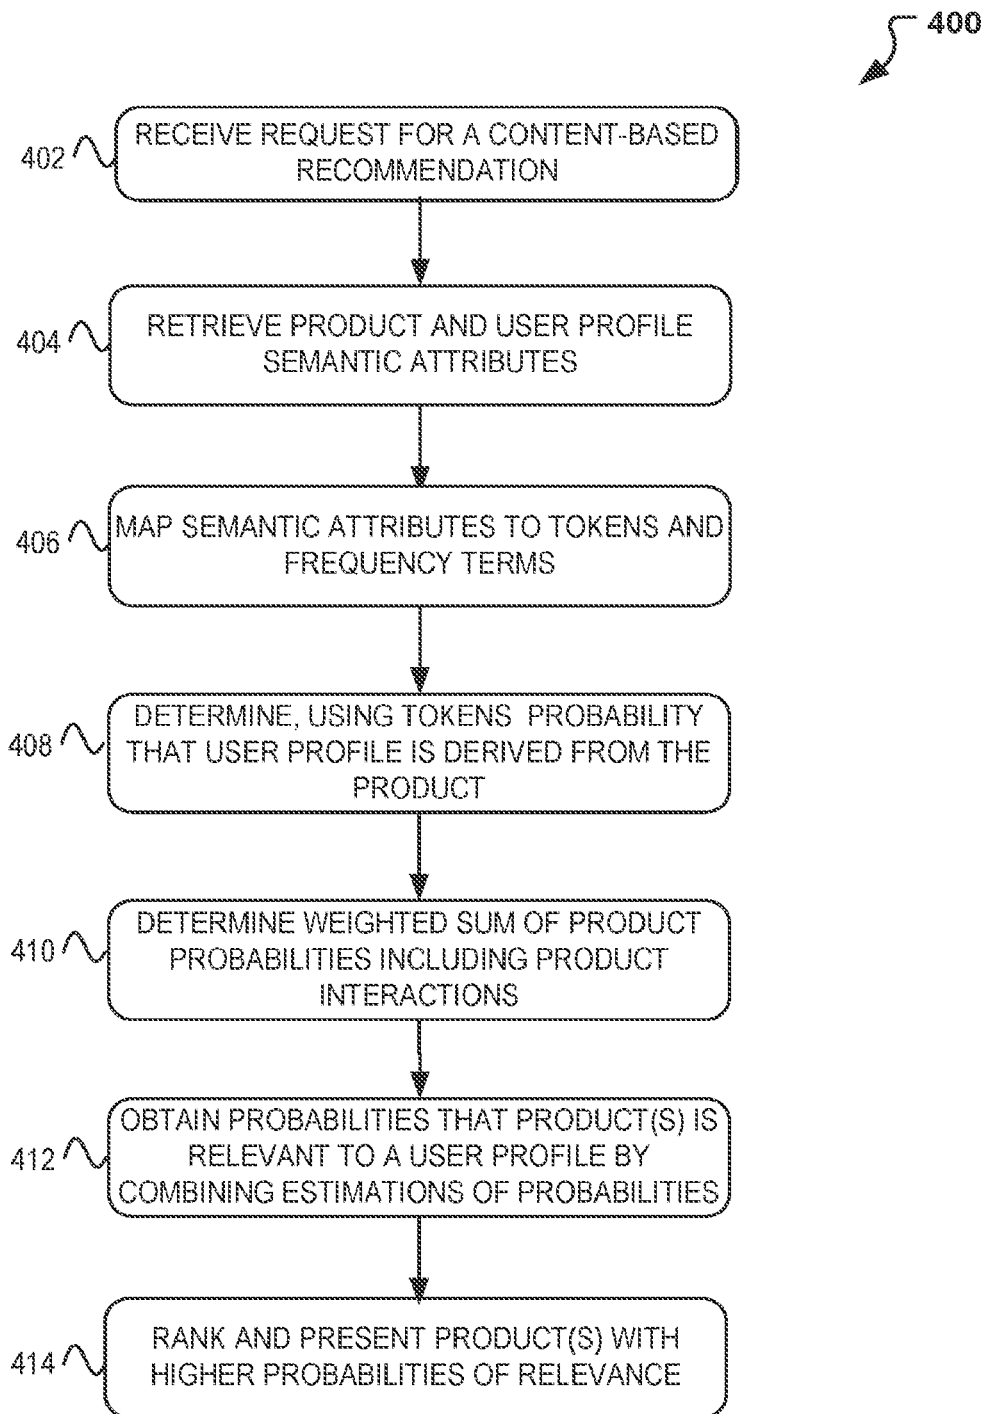 400
402
RECEIVE REQUEST FOR A CONTENT-BASED
RECOMMENDATION
404
RETRIEVE PRODUCT AND USER PROFILE
SEMANTIC ATTRIBUTES
406
MAP SEMANTIC ATTRIBUTES TO TOKENS AND
FREQUENCY TERMS
408
DETERMINE, USING TOKENS PROBABILITY
THAT USER PROFILE IS DERIVED FROM THE
PRODUCT
410
DETERMINE WEIGHTED SUM OF PRODUCT
PROBABILITIES INCLUDING PRODUCT
INTERACTIONS
412
OBTAIN PROBABILITIES THAT PRODUCT(S) IS
RELEVANT TO A USER PROFILE BY
COMBINING ESTIMATIONS OF PROBABILITIES
414
RANK AND PRESENT PRODUCT(S) WITH
HIGHER PROBABILITIES OF RELEVANCE